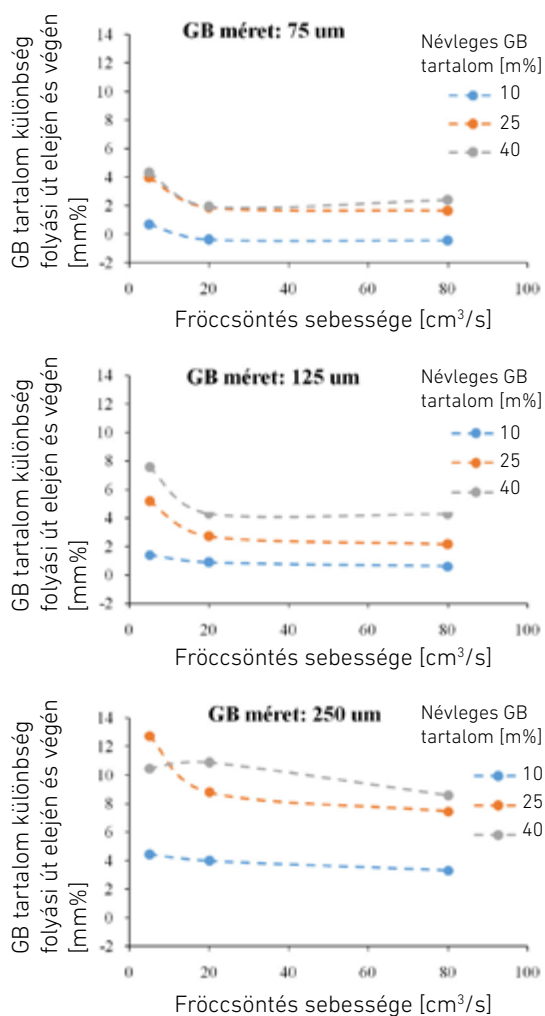 GB méret: 75 um
Névleges GB
tartalom [m%]
10
25
40
GB tartalom különbség
folyási út elején és végén
[mm%]
14
12
10
8
6
4
2
0
-2
0 20 40 60 80 100
Fröccsöntés sebessége [cm³/s]
GB méret: 125 um
Névleges GB
tartalom [m%]
10
25
40
GB tartalom különbség
folyási út elején és végén
[mm%]
14
12
10
8
6
4
2
0
-2
0 20 40 60 80 100
Fröccsöntés sebessége [cm³/s]
GB méret: 250 um
Névleges GB
tartalom [m%]
10
25
40
GB tartalom különbség
folyási út elején és végén
[mm%]
14
12
10
8
6
4
2
0
-2
0 20 40 60 80 100
Fröccsöntés sebessége [cm³/s]